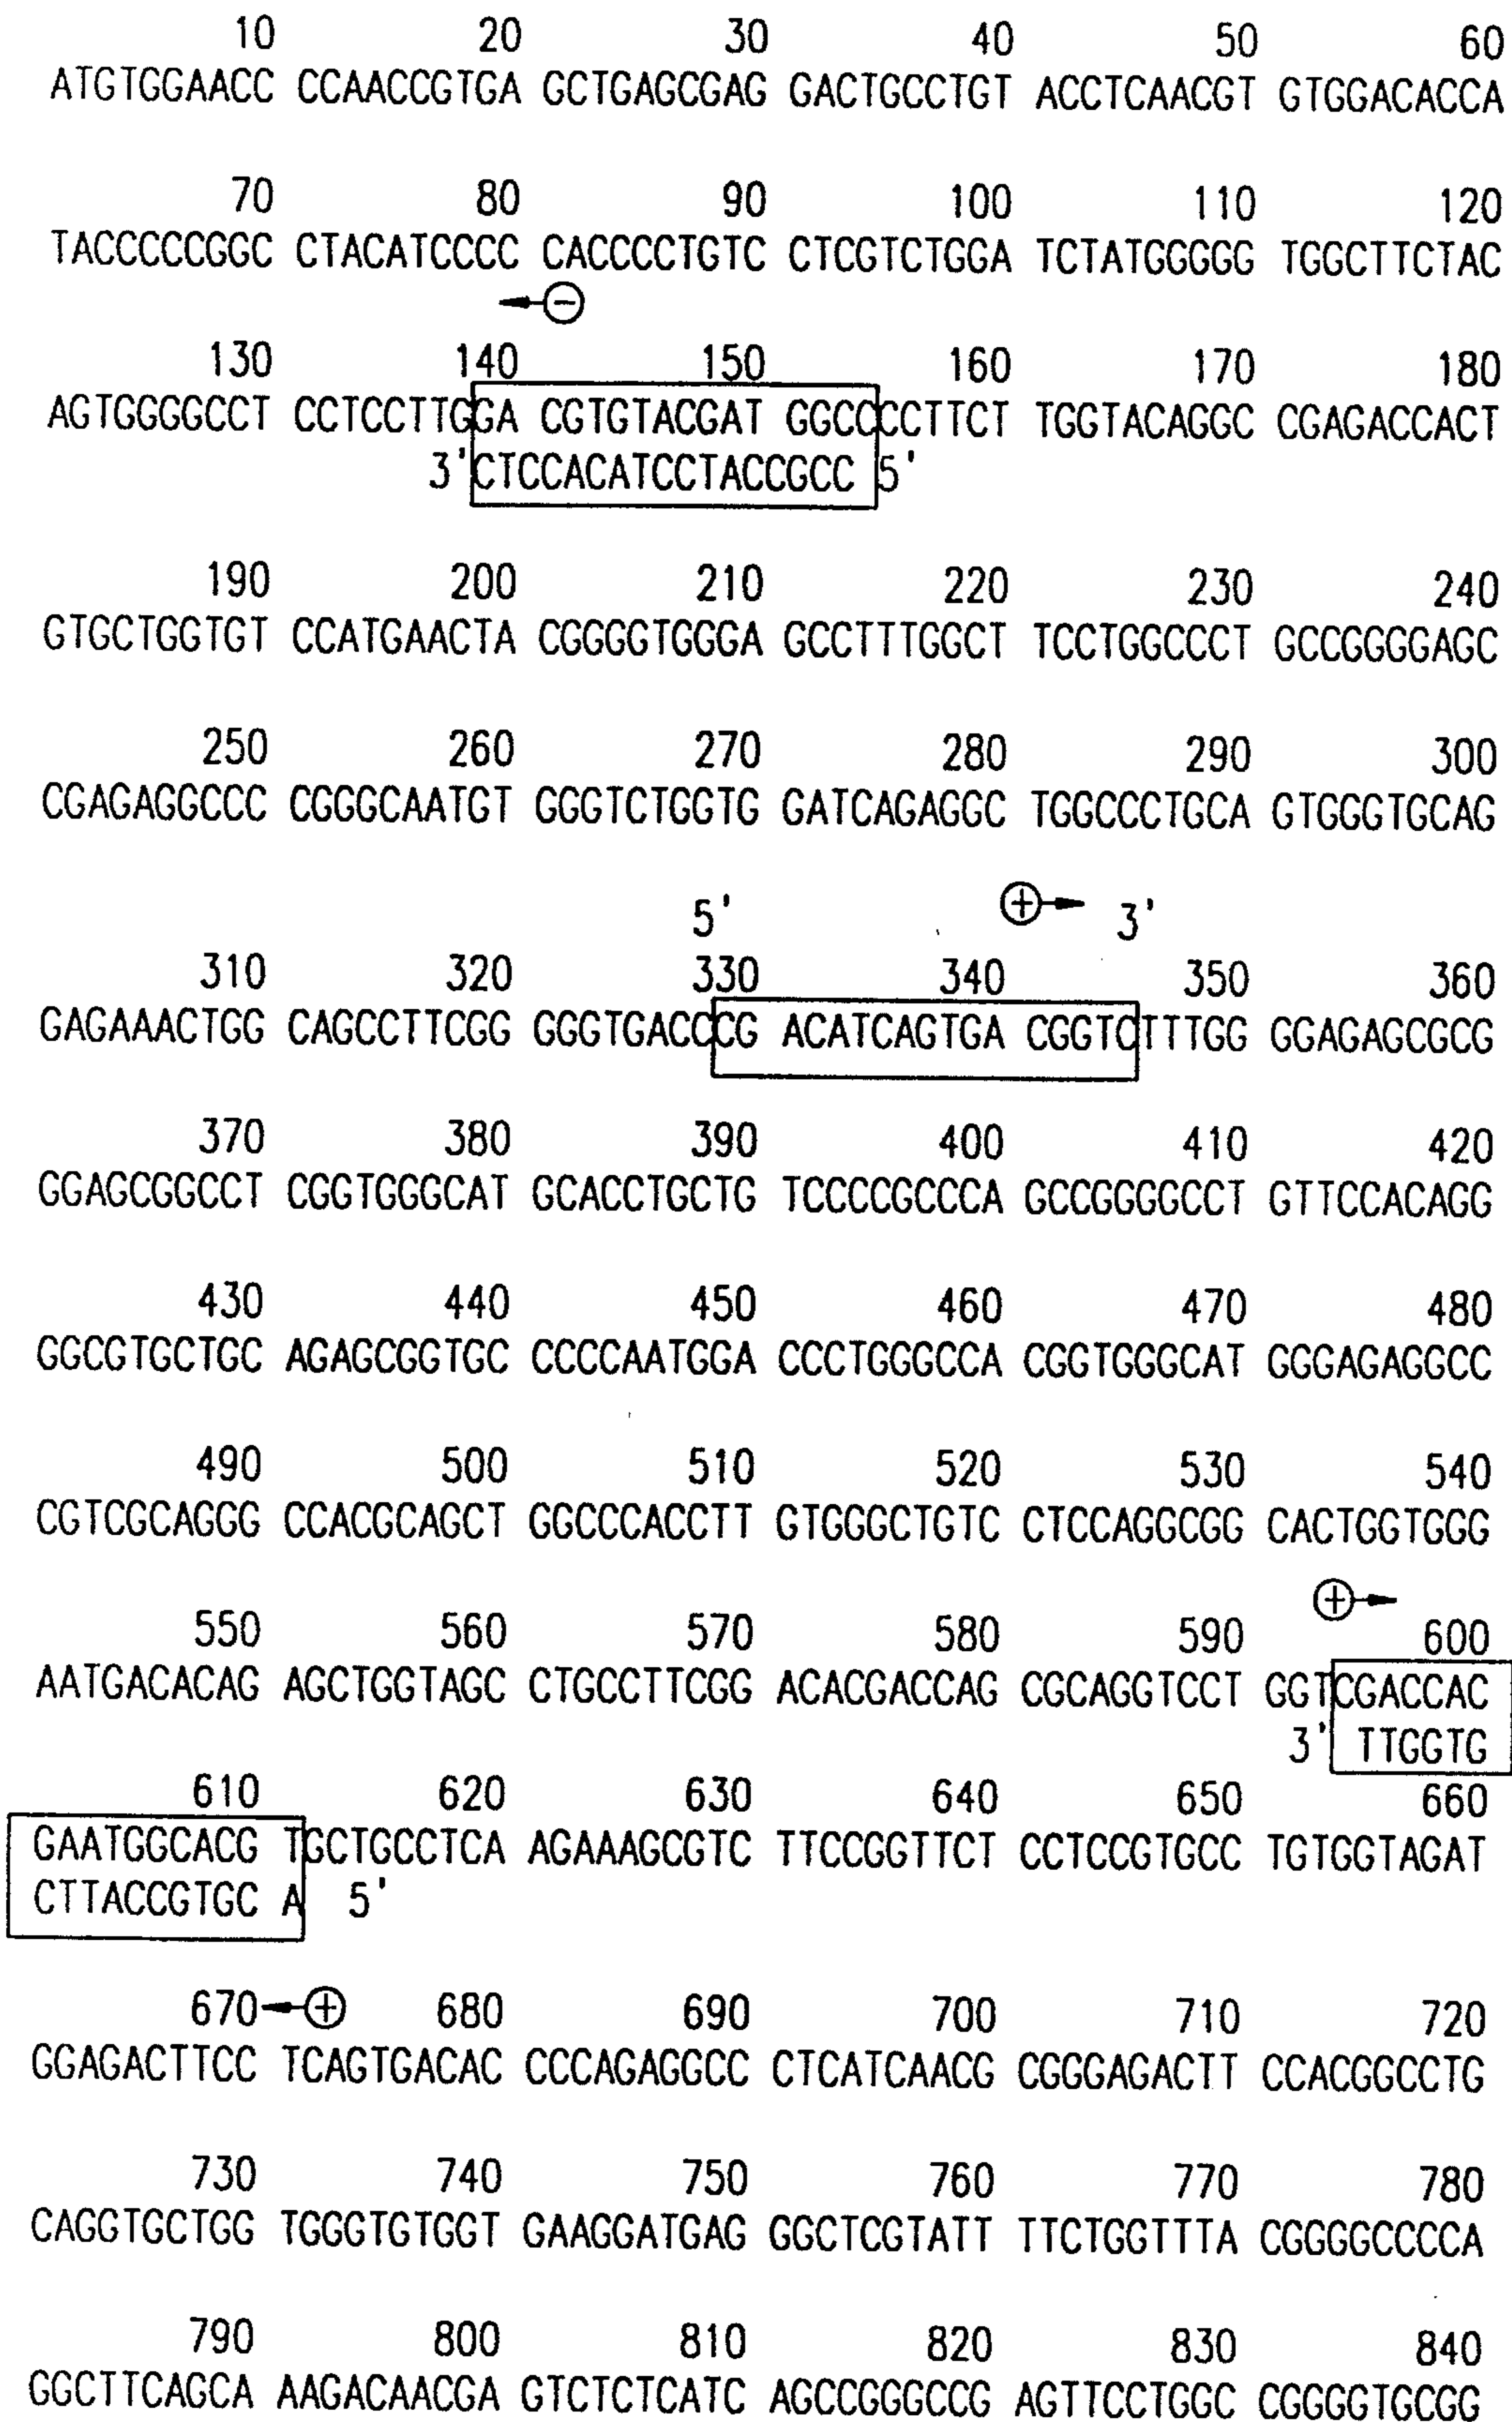 10 20 30 40 50 60
ATGTGGAACC CCAACCGTGA GCTGAGCGAG GACTGCCTGT ACCTCAACGT GTGGACACCA
70 80 90 100 110 120
TACCCCCGGC CTACATCCCC CACCCCTGTC CTCGTCTGGA TCTATGGGGG TGGCTTCTAC
←⊖
130 140 150 160 170 180
AGTGGGGCCT CCTCCTTGGA CGTGTACGAT GGCCCCTTCT TGGTACAGGC CGAGACCACT
3'CTCCACATCCTACCGCC 5'
190 200 210 220 230 240
GTGCTGGTGT CCATGAACTA CGGGGTGGGA GCCTTTGGCT TCCTGGCCCT GCCGGGGAGC
250 260 270 280 290 300
CGAGAGGCCC CGGGCAATGT GGGTCTGGTG GATCAGAGGC TGGCCCTGCA GTGGGTGCAG
5' ⊕→ 3'
310 320 330 340 350 360
GAGAAACTGG CAGCCTTCGG GGGTGACCCG ACATCAGTGA CGGTCTTTGG GGAGAGCGCG
370 380 390 400 410 420
GGAGCGGCCT CGGTGGGCAT GCACCTGCTG TCCCCGCCCA GCCGGGGCCT GTTCCACAGG
430 440 450 460 470 480
GGCGTGCTGC AGAGCGGTGC CCCCAATGGA CCCTGGGCCA CGGTGGGCAT GGGAGAGGCC
490 500 510 520 530 540
CGTCGCAGGG CCACGCAGCT GGCCCACCTT GTGGGCTGTC CTCCAGGCGG CACTGGTGGG
⊕→
550 560 570 580 590 600
AATGACACAG AGCTGGTAGC CTGCCTTCGG ACACGACCAG CGCAGGTCCT GGTCGACCAC
3' TTGGTG
610 620 630 640 650 660
GAATGGCACG TGCTGCCTCA AGAAAGCGTC TTCCGGTTCT CCTCCGTGCC TGTGGTAGAT
CTTACCGTGC A 5'
670←⊕ 680 690 700 710 720
GGAGACTTCC TCAGTGACAC CCCAGAGGCC CTCATCAACG CGGGAGACTT CCACGGCCTG
730 740 750 760 770 780
CAGGTGCTGG TGGGTGTGGT GAAGGATGAG GGCTCGTATT TTCTGGTTTA CGGGGCCCCA
790 800 810 820 830 840
GGCTTCAGCA AAGACAACGA GTCTCTCATC AGCCGGGCCG AGTTCCTGGC CGGGGTGCGG